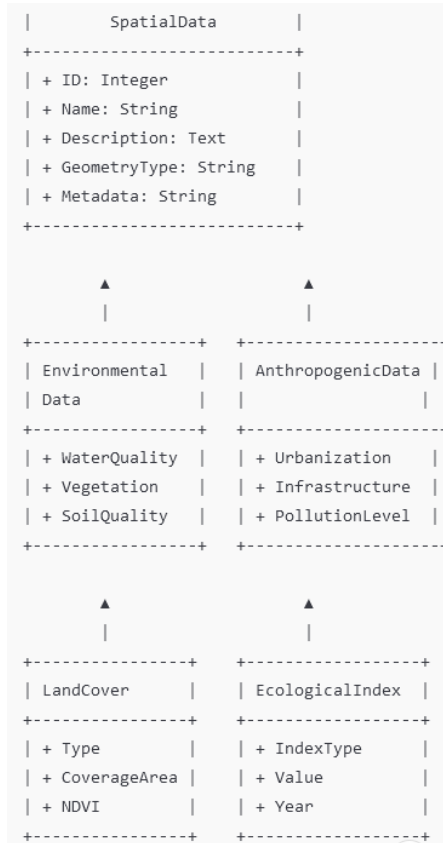 | SpatialData |
+---------------------------+
| + ID: Integer |
| + Name: String |
| + Description: Text |
| + GeometryType: String |
| + Metadata: String |
+---------------------------+
▲ ▲
| |
+-----------------+ +--------------------
| Environmental | | AnthropogenicData |
| Data | | |
+-----------------+ +--------------------
| + WaterQuality | | + Urbanization |
| + Vegetation | | + Infrastructure |
| + SoilQuality | | + PollutionLevel |
+-----------------+ +--------------------
▲ ▲
| |
+----------------+ +------------------+
| LandCover | | EcologicalIndex |
+----------------+ +------------------+
| + Type | | + IndexType |
| + CoverageArea | | + Value |
| + NDVI | | + Year |
+----------------+ +------------------+